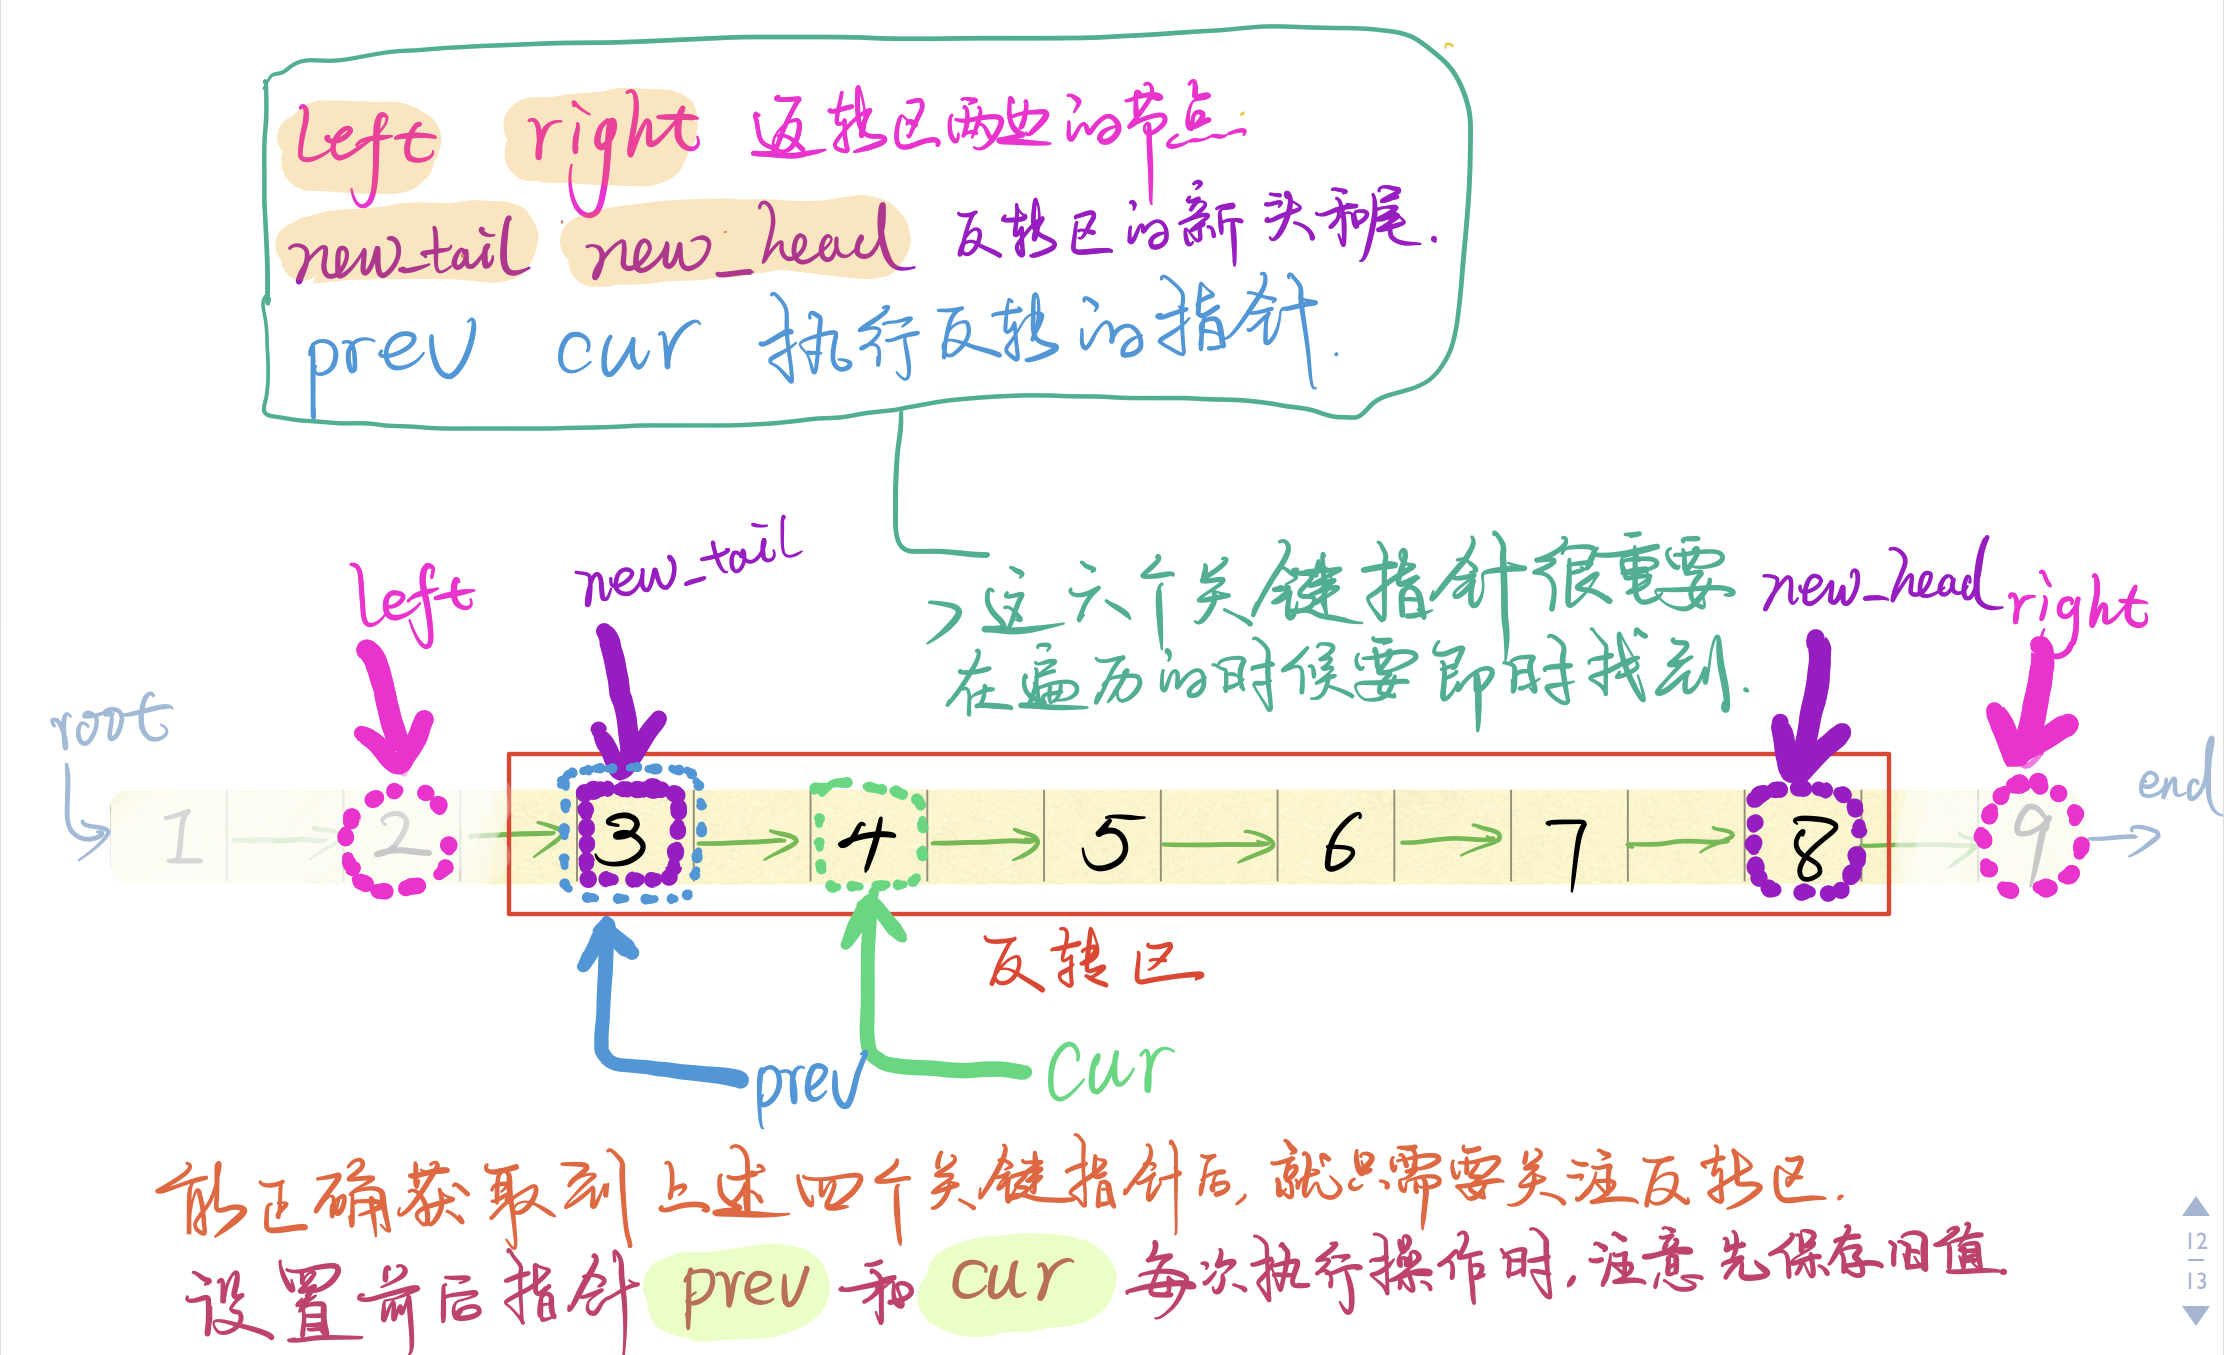 left right 返转区两边的节点.
new_tail new_head 反转区的新头和尾.
prev cur 执行反转的指针.
>这六个关键指针很重要
在遍历的时候要即时找到.
left new_tail new_head right
root end
1 2 3 4 5 6 7 8 9
反转区
prev cur
能正确获取到上述四个关键指针后,就只需要关注反转区.
设置前后指针 prev 和 cur 每次执行操作时,注意先保存旧值.
12
13